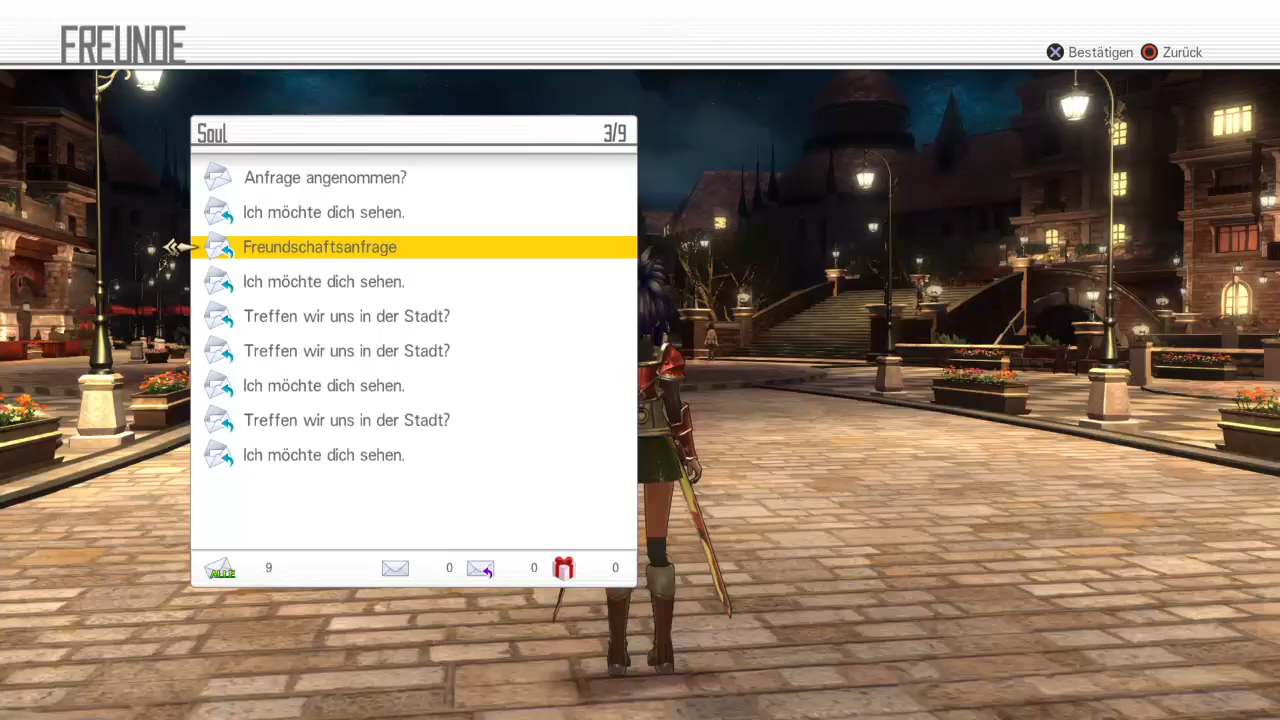 FREUNDE
Bestätigen Zurück
Soul 3/9
Anfrage angenommen?
Ich möchte dich sehen.
Freundschaftsanfrage
Ich möchte dich sehen.
Treffen wir uns in der Stadt?
Treffen wir uns in der Stadt?
Ich möchte dich sehen.
Treffen wir uns in der Stadt?
Ich möchte dich sehen.
ALLE 9 0 0 0